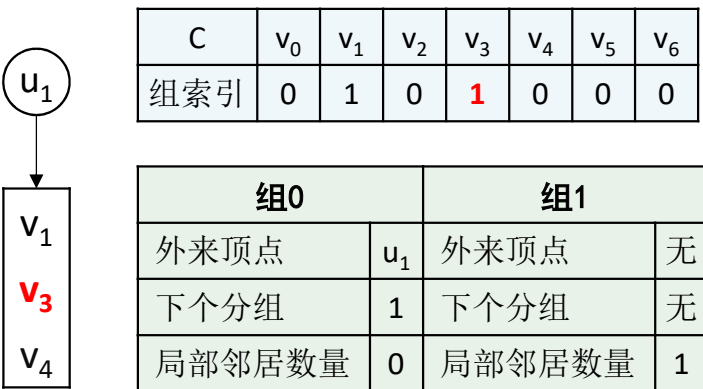 C v₀ v₁ v₂ v₃ v₄ v₅ v₆
组索引 0 1 0 1 0 0 0
u₁
v₁
v₃
v₄
组0 组1
外来顶点 u₁ 外来顶点 无
下个分组 1 下个分组 无
局部邻居数量 0 局部邻居数量 1